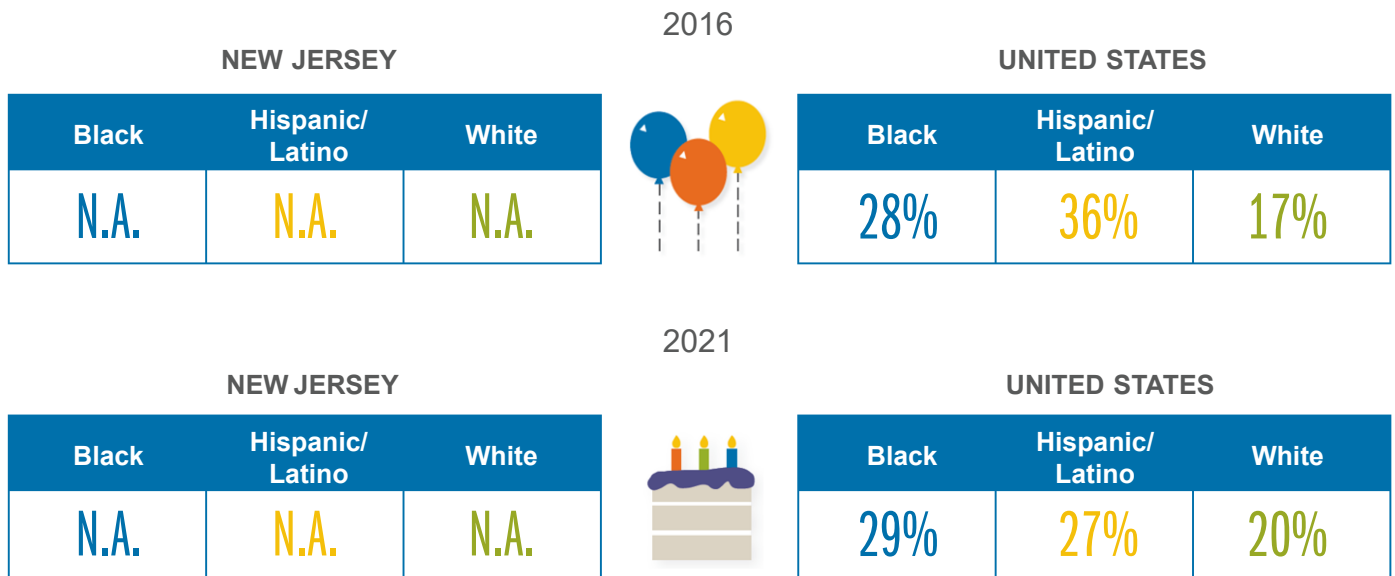 2016
NEW JERSEY
UNITED STATES
Black Hispanic/ White
Latino
N.A. N.A. N.A.
Black Hispanic/ White
Latino
28% 36% 17%
2021
NEW JERSEY
UNITED STATES
Black Hispanic/ White
Latino
N.A. N.A. N.A.
Black Hispanic/ White
Latino
29% 27% 20%